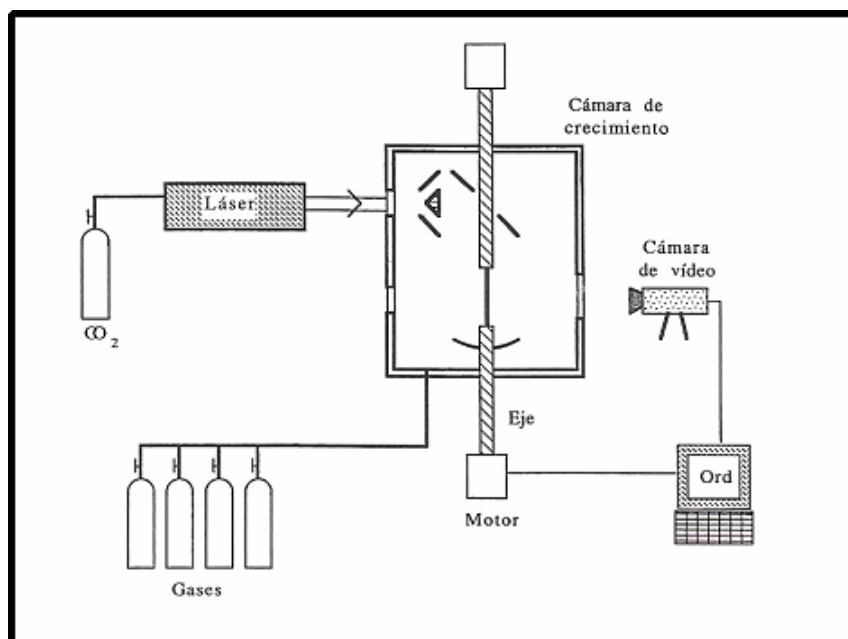 Cámara de
crecimiento
Láser
Cámara
de vídeo
CO2
Eje
Ord
Motor
Gases